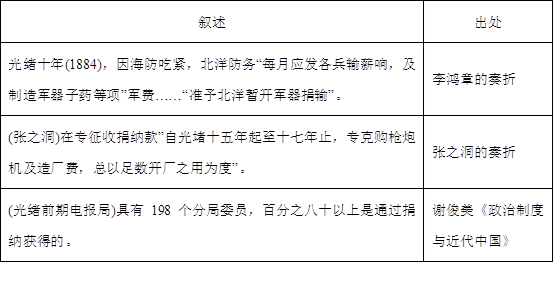 叙述
出处
光绪十年(1884)，因海防吃紧，北洋防务“每月应发各兵输薪响，及
制造军器子药等项”军费……“准予北洋暂开军器捐输”。
李鸿章的奏折
(张之洞)在专征收捐纳款”自光堵十五年起至十七年止，专克购枪炮
机及造厂费，总以足数开厂之用为度”。
张之洞的奏折
(光绪前期电报局)具有 198 个分局委员，百分之八十以上是通过捐
纳获得的。
谢俊美《政治制度
与近代中国》